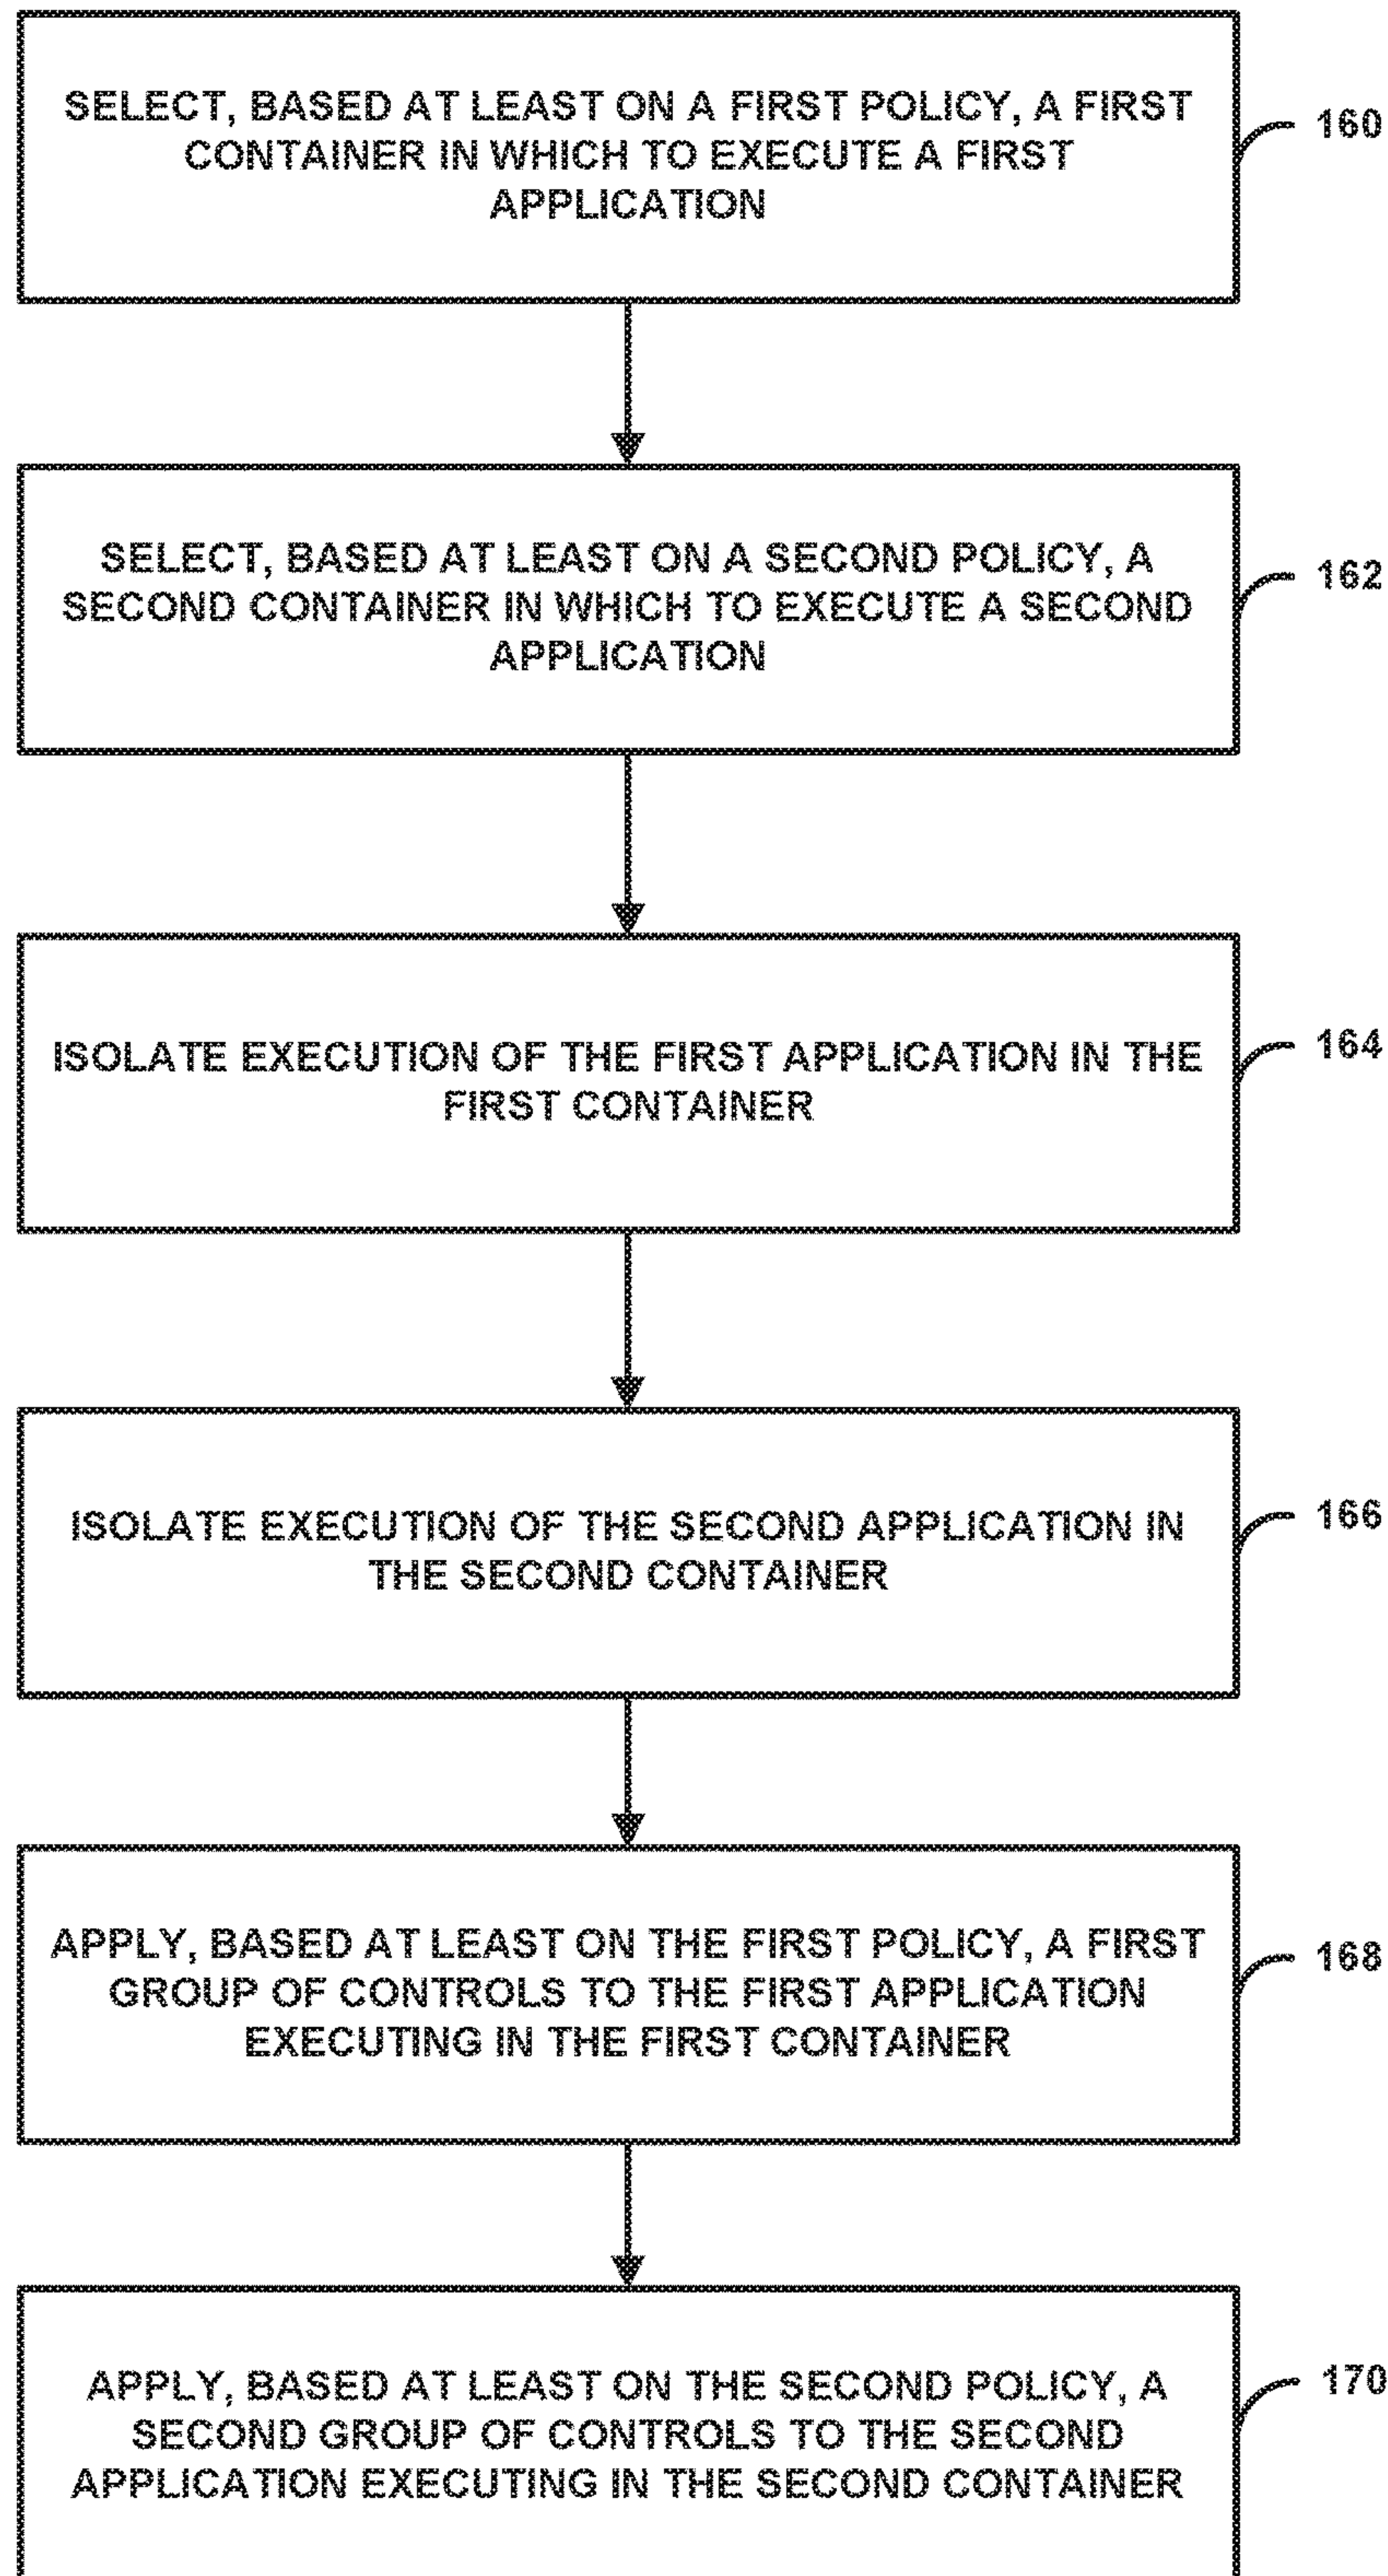 SELECT, BASED AT LEAST ON A FIRST POLICY, A FIRST
CONTAINER IN WHICH TO EXECUTE A FIRST
APPLICATION
160
SELECT, BASED AT LEAST ON A SECOND POLICY, A
SECOND CONTAINER IN WHICH TO EXECUTE A SECOND
APPLICATION
162
ISOLATE EXECUTION OF THE FIRST APPLICATION IN THE
FIRST CONTAINER
164
ISOLATE EXECUTION OF THE SECOND APPLICATION IN
THE SECOND CONTAINER
166
APPLY, BASED AT LEAST ON THE FIRST POLICY, A FIRST
GROUP OF CONTROLS TO THE FIRST APPLICATION
EXECUTING IN THE FIRST CONTAINER
168
APPLY, BASED AT LEAST ON THE SECOND POLICY, A
SECOND GROUP OF CONTROLS TO THE SECOND
APPLICATION EXECUTING IN THE SECOND CONTAINER
170